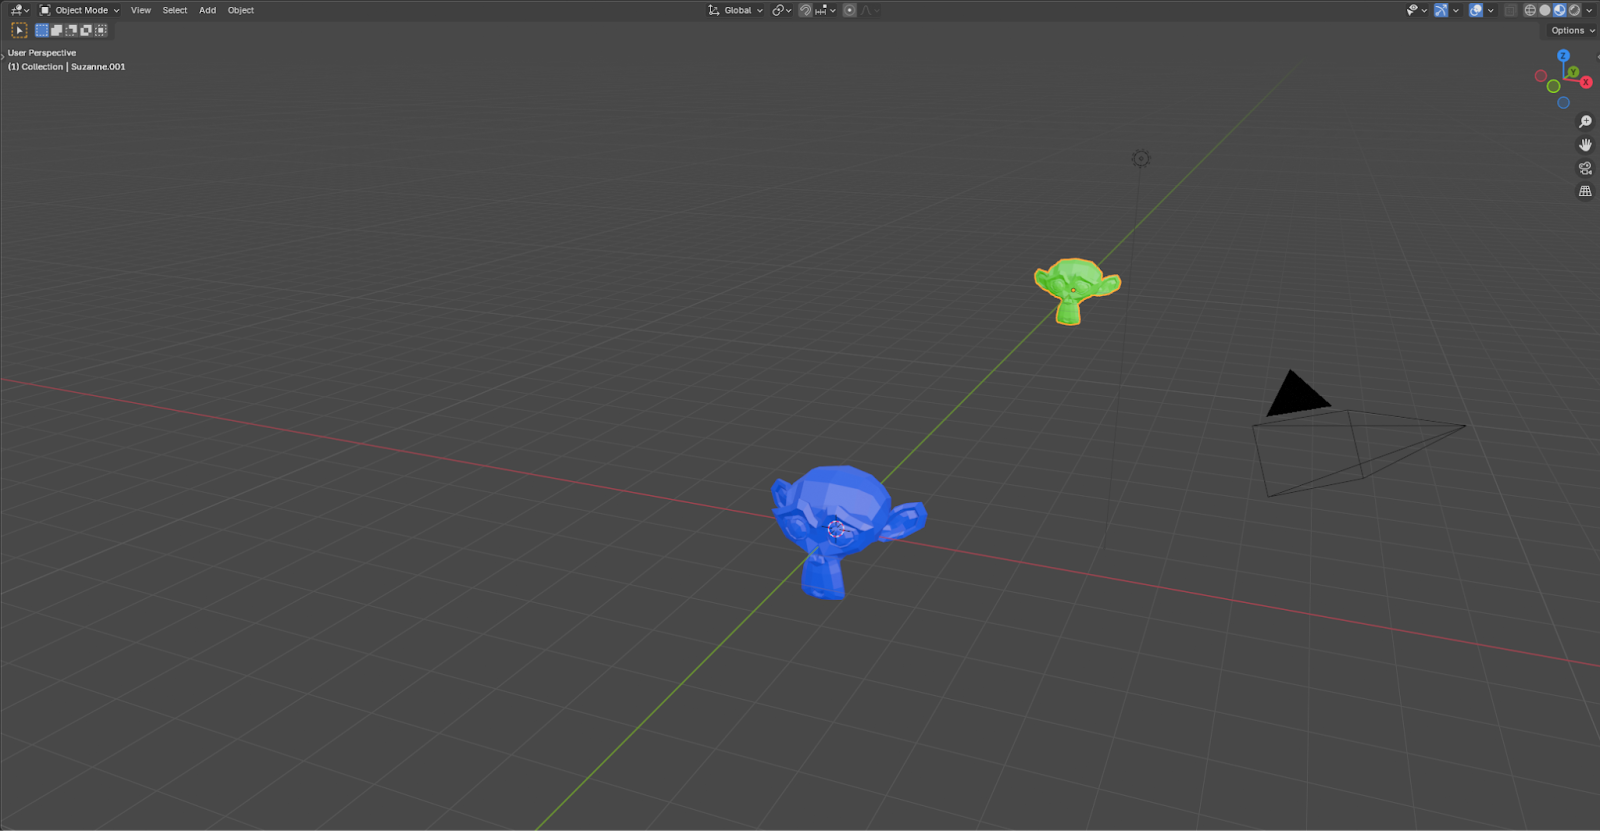 Object Mode View Select Add Object Global
Options
User Perspective
(1) Collection | Suzanne.001
Z
Y
X